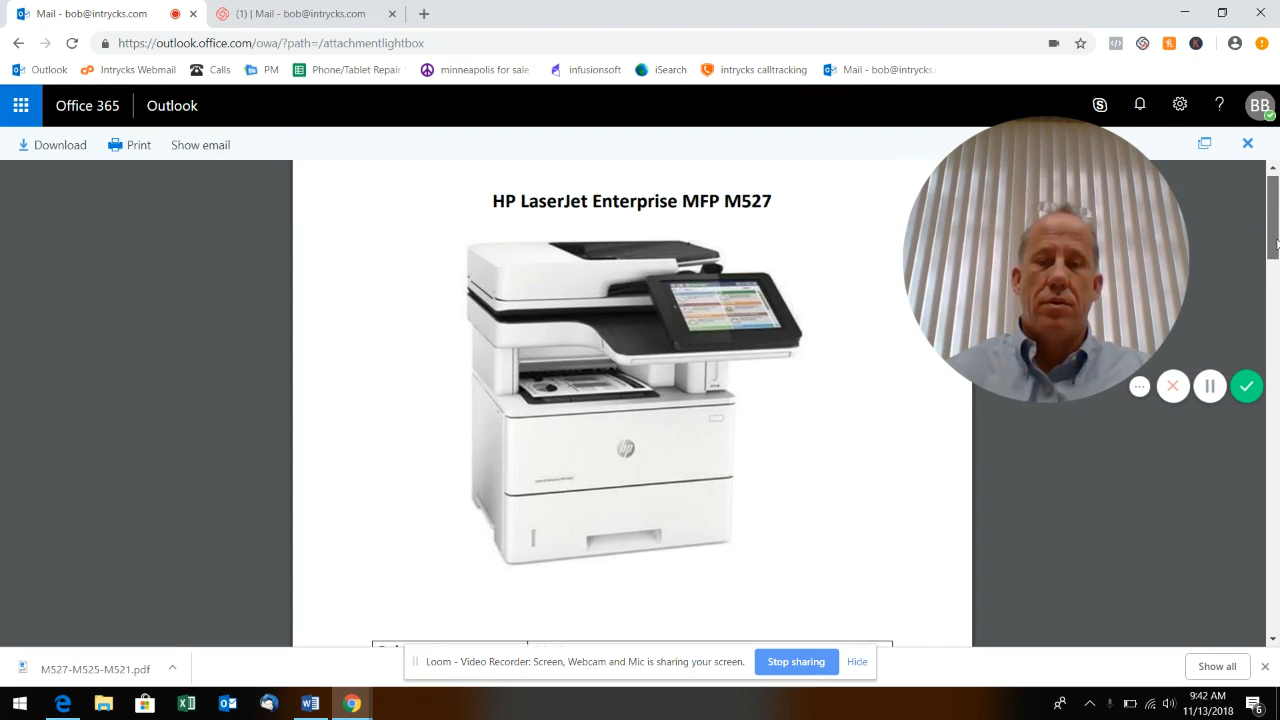 Mail - bob@intrycks.com
(1) | Mail - bob@intrycks.com
https://outlook.office.com/owa/?path=/attachmentlightbox
Outlook
Intrycks Webmail
Calls
PM
Phone/Tablet Repair
minneapolis for sale
infusionsoft
iSearch
intrycks calltracking
Mail - bob@intrycks.
Office 365
Outlook
BB
Download
Print
Show email
HP LaserJet Enterprise MFP M527
hp
M527-M525-M521.pdf
Loom - Video Recorder: Screen, Webcam and Mic is sharing your screen.
Stop sharing
Hide
Show all
9:42 AM
11/13/2018
6